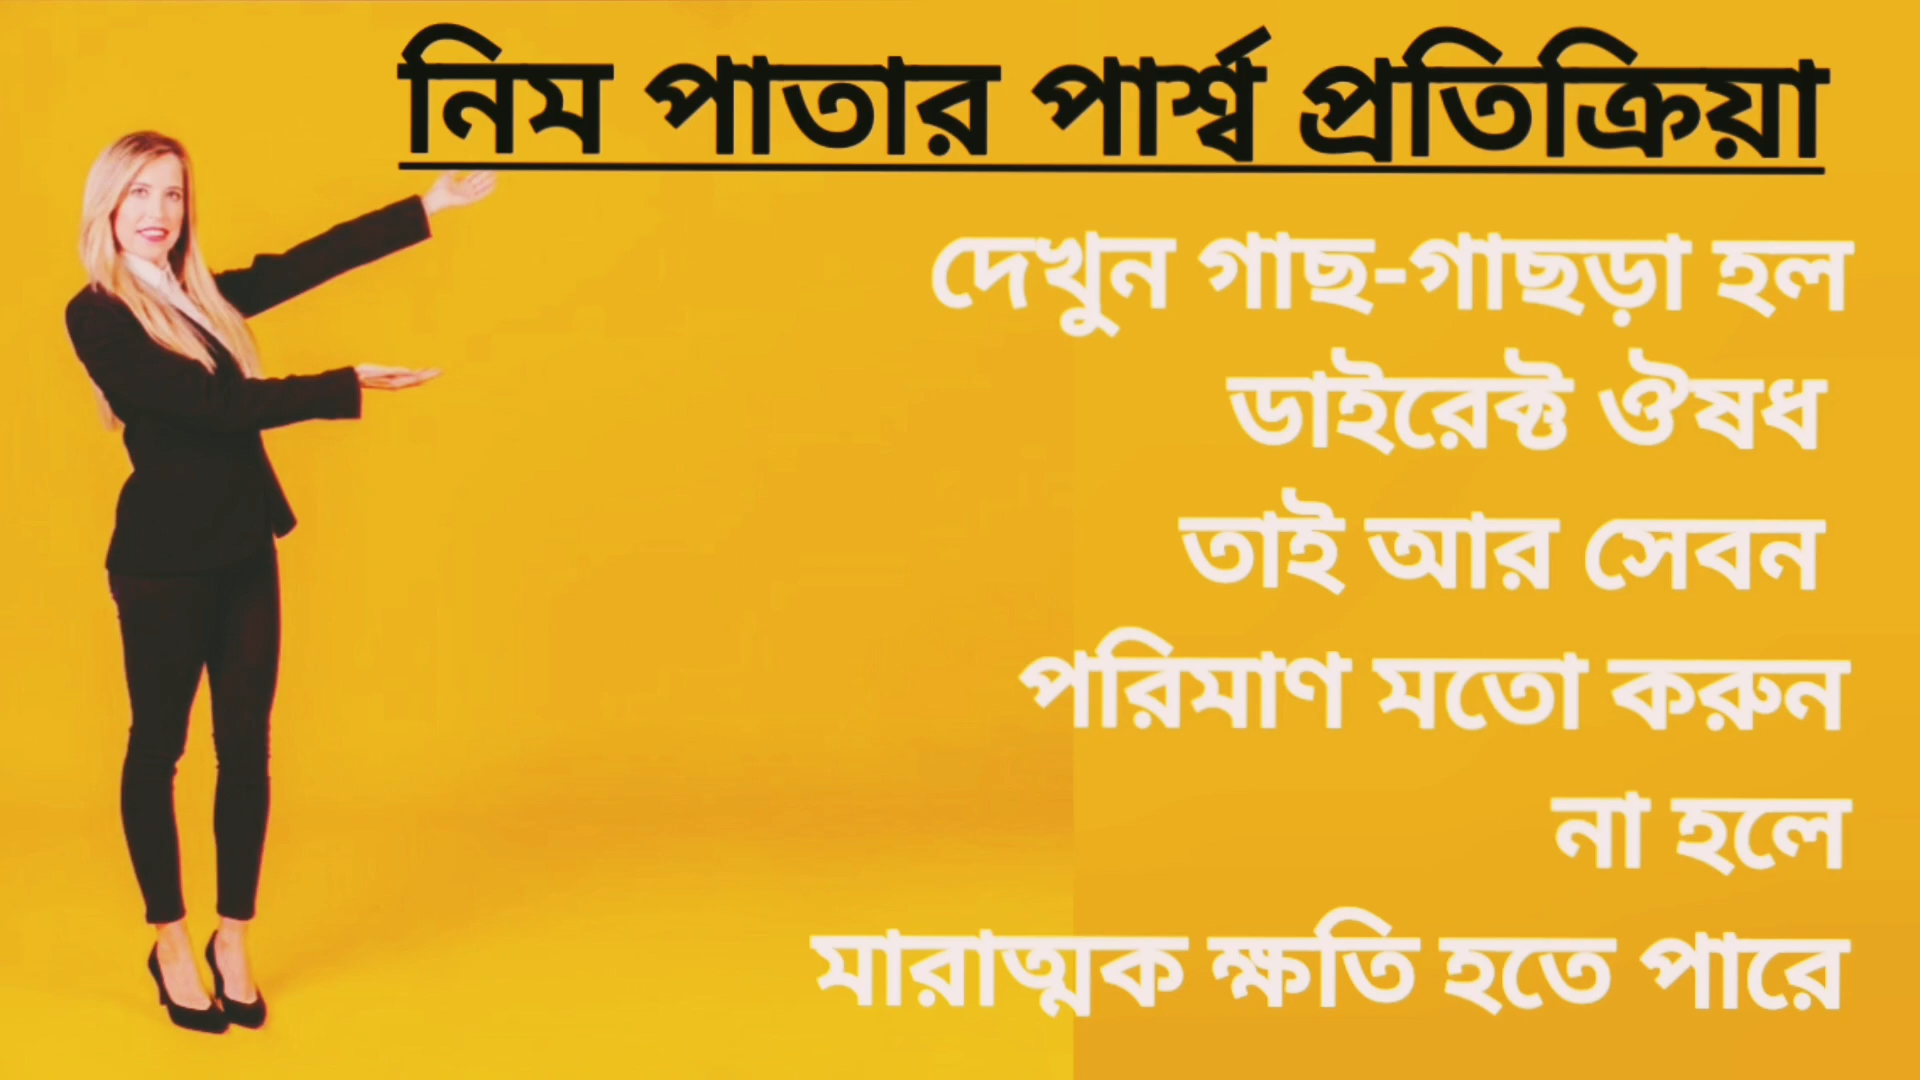 নিম পাতার পার্শ্ব প্রতিক্রিয়া
দেখুন গাছ-গাছড়া হল
ডাইরেক্ট ঔষধ
তাই আর সেবন
পরিমাণ মতো করুন
না হলে
মারাত্মক ক্ষতি হতে পারে